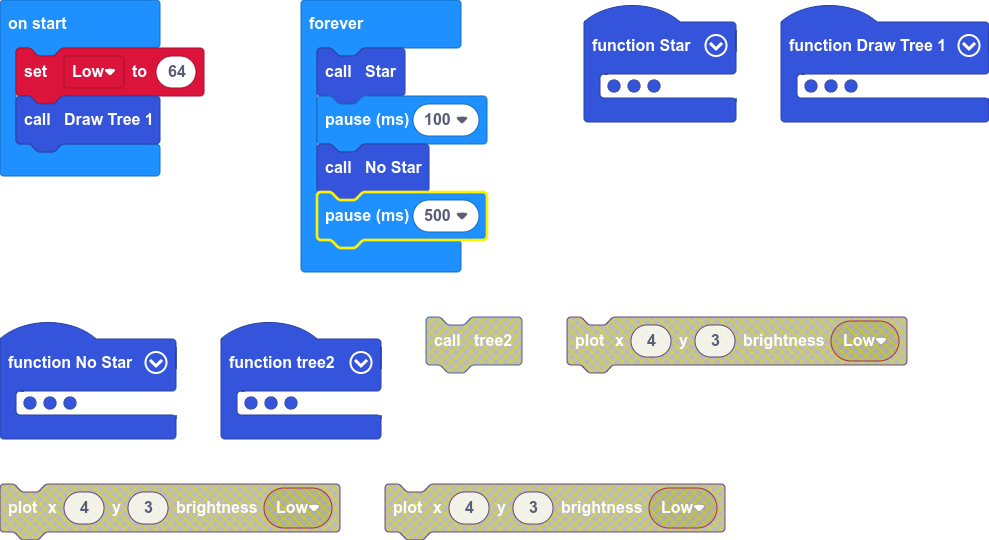 on start
set Low to 64
call Draw Tree 1
forever
call Star
pause (ms) 100
call No Star
pause (ms) 500
function Star
function Draw Tree 1
function No Star
function tree2
call tree2
plot x 4 y 3 brightness Low
plot x 4 y 3 brightness Low
plot x 4 y 3 brightness Low